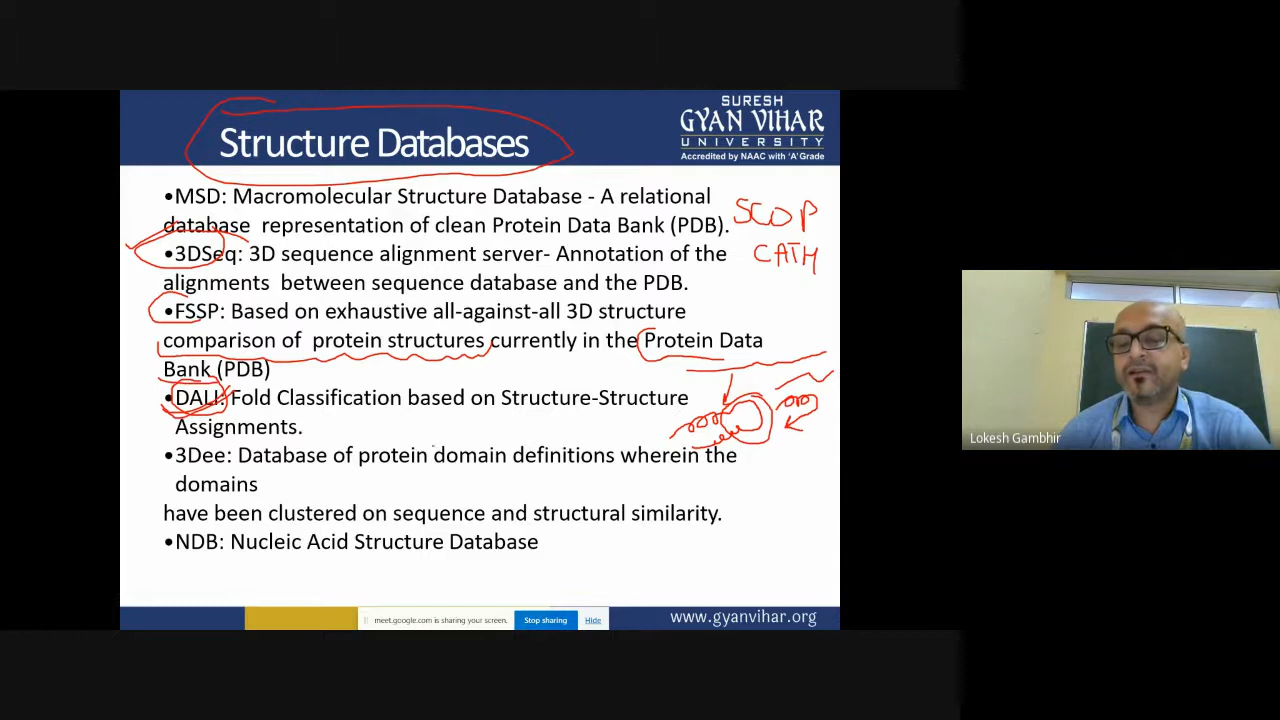 Structure Databases
SURESH
GYAN VIHAR
UNIVERSITY
Accredited by NAAC with 'A' Grade
•MSD: Macromolecular Structure Database - A relational
database representation of clean Protein Data Bank (PDB).
SCOP
•3DSeq: 3D sequence alignment server- Annotation of the
CATH
alignments between sequence database and the PDB.
•FSSP: Based on exhaustive all-against-all 3D structure
comparison of protein structures currently in the Protein Data
Bank (PDB)
•DALI: Fold Classification based on Structure-Structure
Assignments.
•3Dee: Database of protein domain definitions wherein the
domains
have been clustered on sequence and structural similarity.
•NDB: Nucleic Acid Structure Database
meet.google.com is sharing your screen.
Stop sharing
Hide
www.gyanvihar.org
Lokesh Gambhir